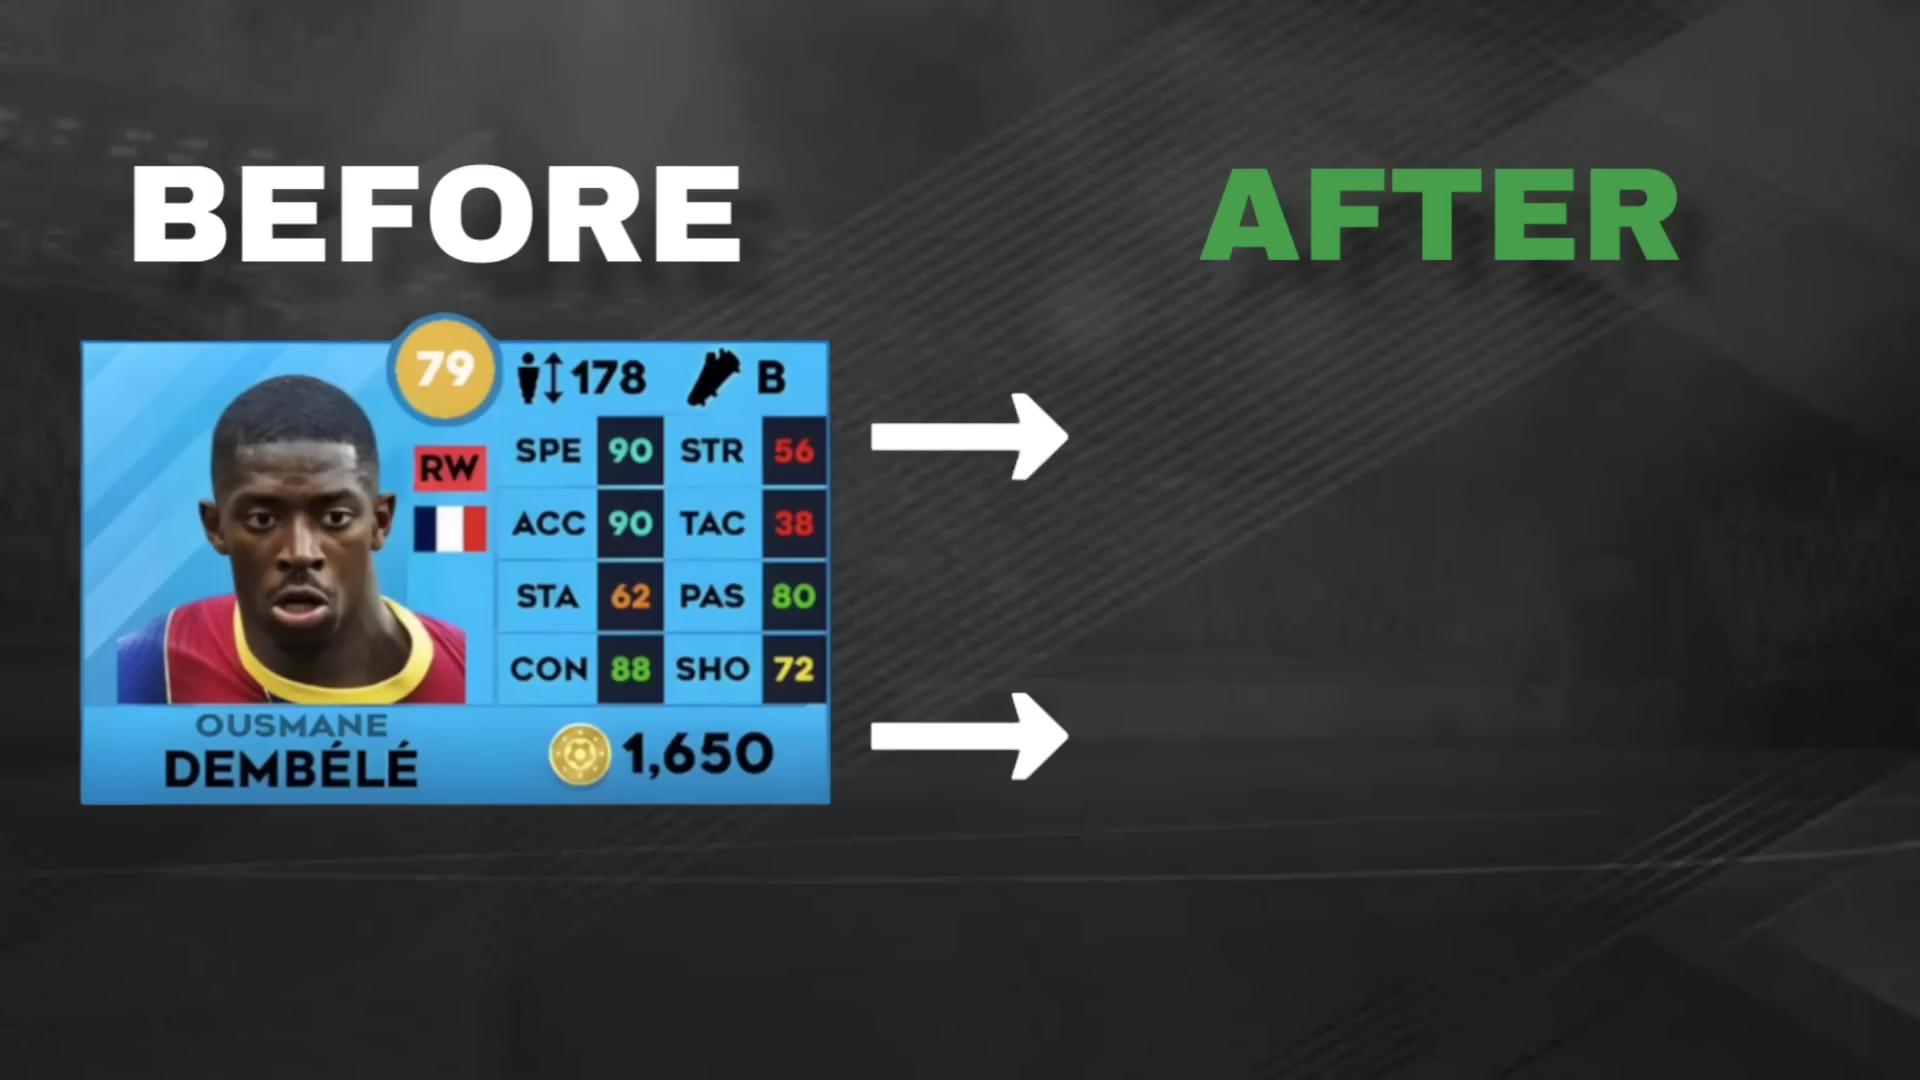 BEFORE
AFTER
79
178 B
RW
SPE 90 STR 56
ACC 90 TAC 38
STA 62 PAS 80
CON 88 SHO 72
OUSMANE
DEMBÉLÉ
1,650